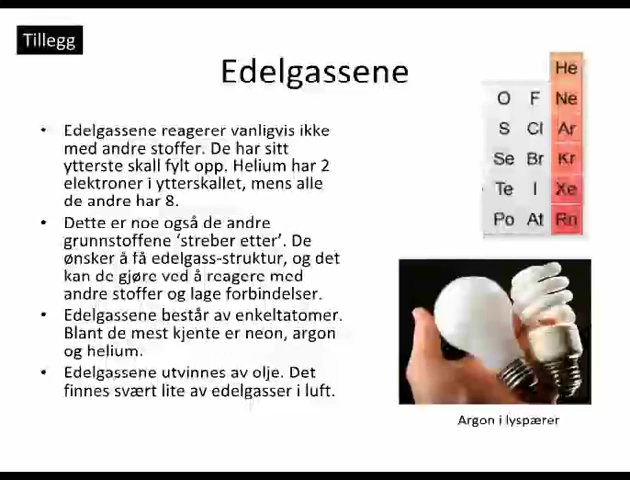 Tillegg
Edelgassene
• Edelgassene reagerer vanligvis ikke
med andre stoffer. De har sitt
ytterste skall fylt opp. Helium har 2
elektroner i ytterskallet, mens alle
de andre har 8.
• Dette er noe også de andre
grunnstoffene 'streber etter'. De
ønsker å få edelgass-struktur, og det
kan de gjøre ved å reagere med
andre stoffer og lage forbindelser.
• Edelgassene består av enkeltatomer.
Blant de mest kjente er neon, argon
og helium.
• Edelgassene utvinnes av olje. Det
finnes svært lite av edelgasser i luft.
He
O F Ne
S Cl Ar
Se Br Kr
Te I Xe
Po At Rn
Argon i lyspærer